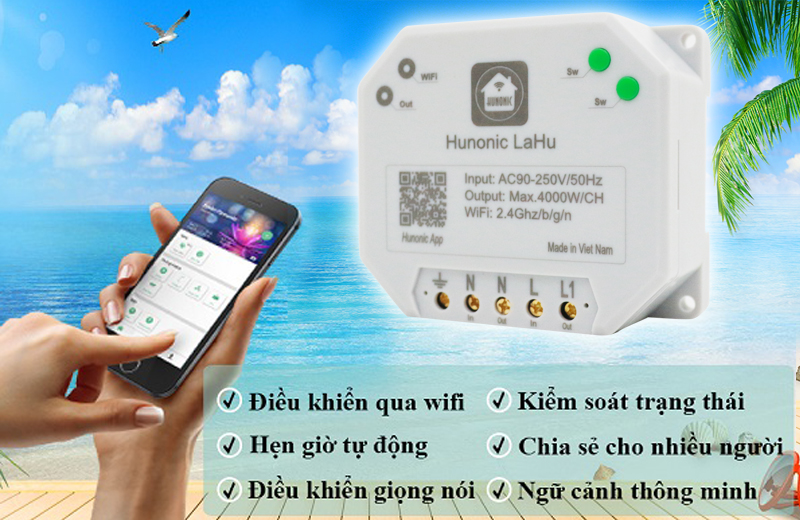 WiFi
Out
HUNONIC
Sw
Sw
Hunonic LaHu
Input: AC90-250V/50Hz
Output: Max.4000W/CH
WiFi: 2.4Ghz/b/g/n
Hunonic App
Made in Viet Nam
N N L L1
In Out In Out
Điều khiển qua wifi
Kiểm soát trạng thái
Hẹn giờ tự động
Chia sẻ cho nhiều người
Điều khiển giọng nói
Ngữ cảnh thông minh